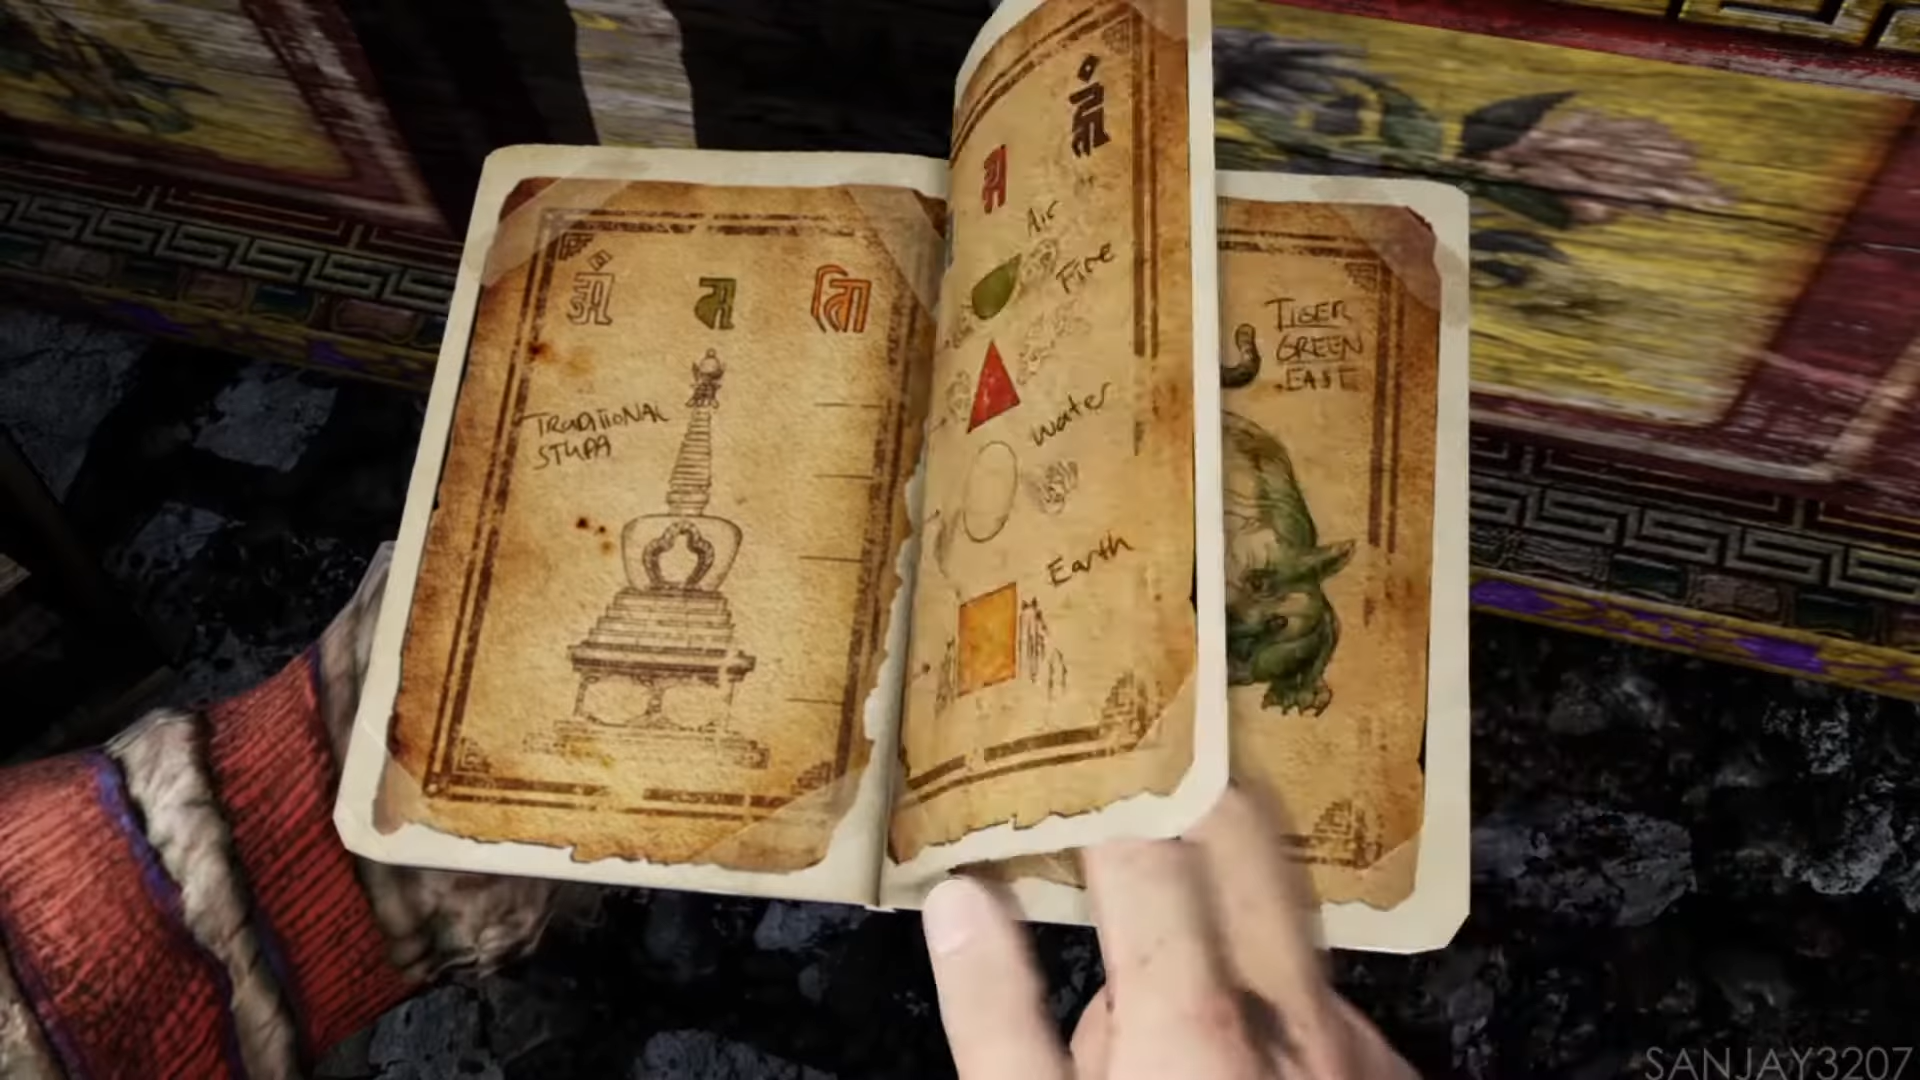 TRADITIONAL
STUPA
Air
Fire
Water
Earth
TIGER
GREEN
.EAST
SANJAY3207